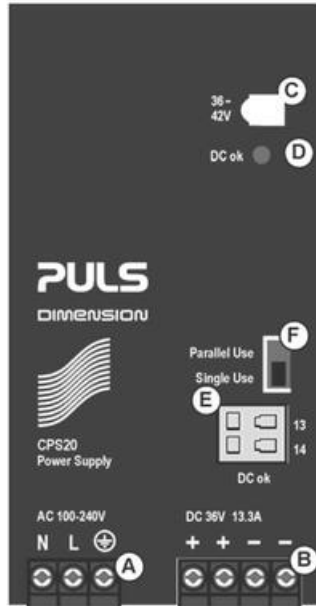 C
36-
42V
DC ok
D
PULS
DIMENSION
F
Parallel Use
Single Use
E
13
14
CPS20
Power Supply
DC ok
AC 100-240V
DC 36V 13.3A
N L
A
+ + - -
B